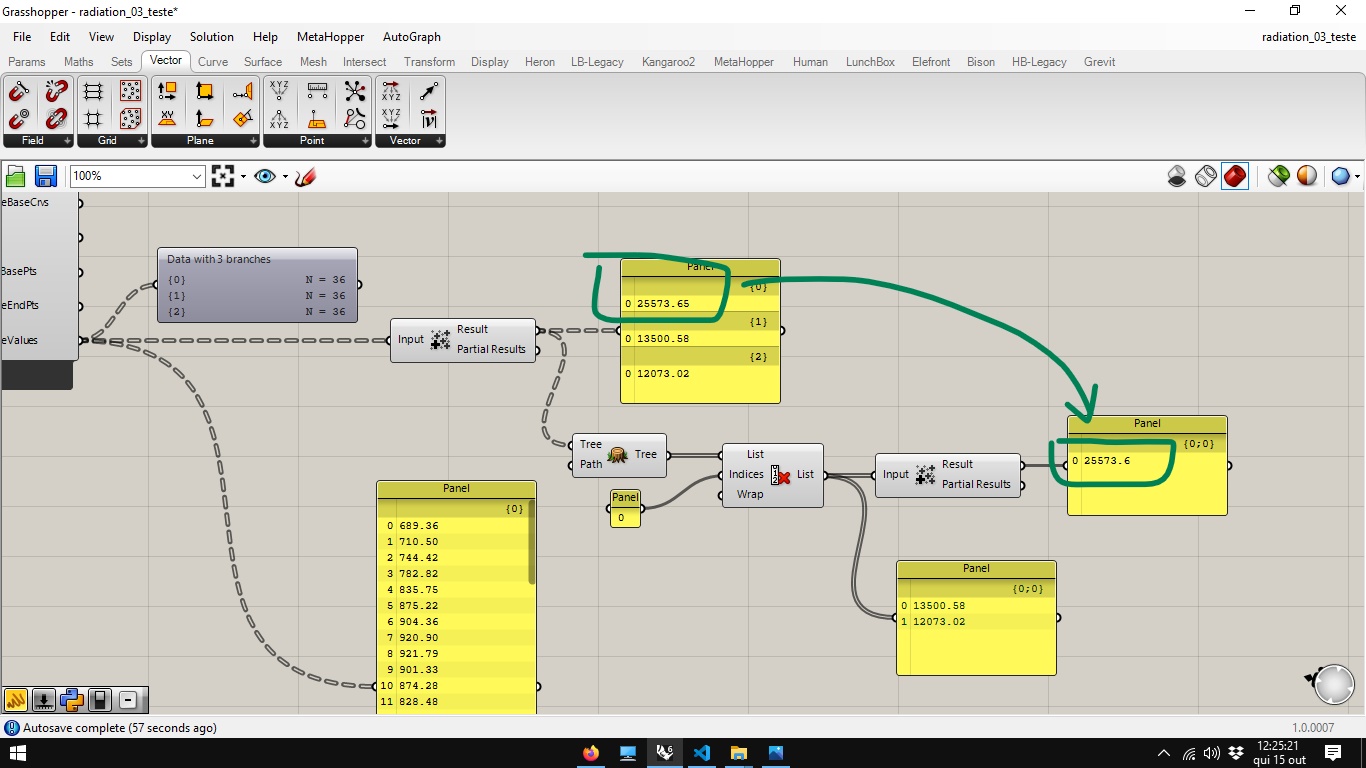 Grasshopper - radiation_03_teste*
File Edit View Display Solution Help MetaHopper AutoGraph radiation_03_teste
Params Maths Sets Vector Curve Surface Mesh Intersect Transform Display Heron LB-Legacy Kangaroo2 MetaHopper Human LunchBox Elefront Bison HB-Legacy Grevit
Field Grid Plane Point Vector
100%
eBaseCrvs
BasePts
eEndPts
eValues
Data with 3 branches
{0} N = 36
{1} N = 36
{2} N = 36
Input Result
Partial Results
Panel
{0}
0 25573.65
{1}
0 13500.58
{2}
0 12073.02
Tree Tree
Path
Panel
0
List
Indices List
Wrap
Input Result
Partial Results
Panel
{0;0}
0 25573.6
Panel
{0}
0 689.36
1 710.50
2 744.42
3 782.82
4 835.75
5 875.22
6 904.36
7 920.90
8 921.79
9 901.33
10 874.28
11 828.48
Panel
{0;0}
0 13500.58
1 12073.02
Autosave complete (57 seconds ago) 1.0.0007
12:25:21
qui 15 out